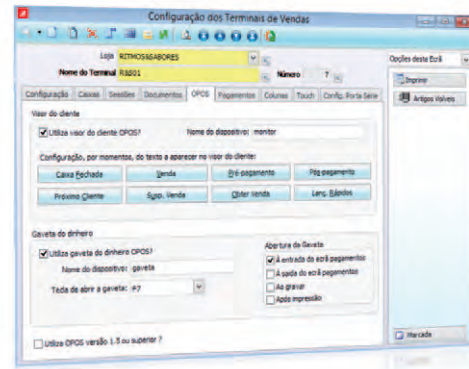 Configuração dos Terminais de Vendas
Loja RITMOS&SABORES
Opções deste Ecrã
Nome do Terminal R&S01 Número 7
Imprimir
Configuração Caixas Sessões Documentos OPOS Pagamentos Colunas Touch Config. Porta Série
Artigos Visíveis
Visor do cliente
Utiliza visor do cliente OPOS? Nome do dispositivo: monitor
Configuração, por momentos, do texto a aparecer no visor do cliente:
Caixa Fechada Venda Pré-pagamento Pós-pagamento
Próximo Cliente Susp. Venda Obter Venda Lanç. Rápidos
Gaveta do dinheiro
Utiliza gaveta do dinheiro OPOS?
Nome do dispositivo: gaveta
Tecla de abrir a gaveta: F7
Abertura da Gaveta
À entrada do ecrã pagamentos
À saída do ecrã pagamentos
Ao gravar
Após impressão
Utiliza OPOS versão 1.5 ou superior ?
Marcada